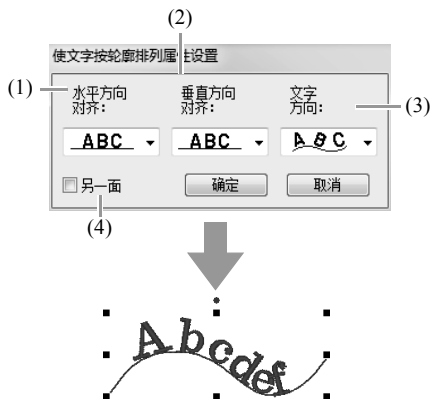 (2)
使文字按轮廓排列属性设置
(1)
水平方向
对齐：
垂直方向
对齐：
文字
方向：
(3)
ABC
ABC
ABC
另一面
确定
取消
(4)
Abcdef